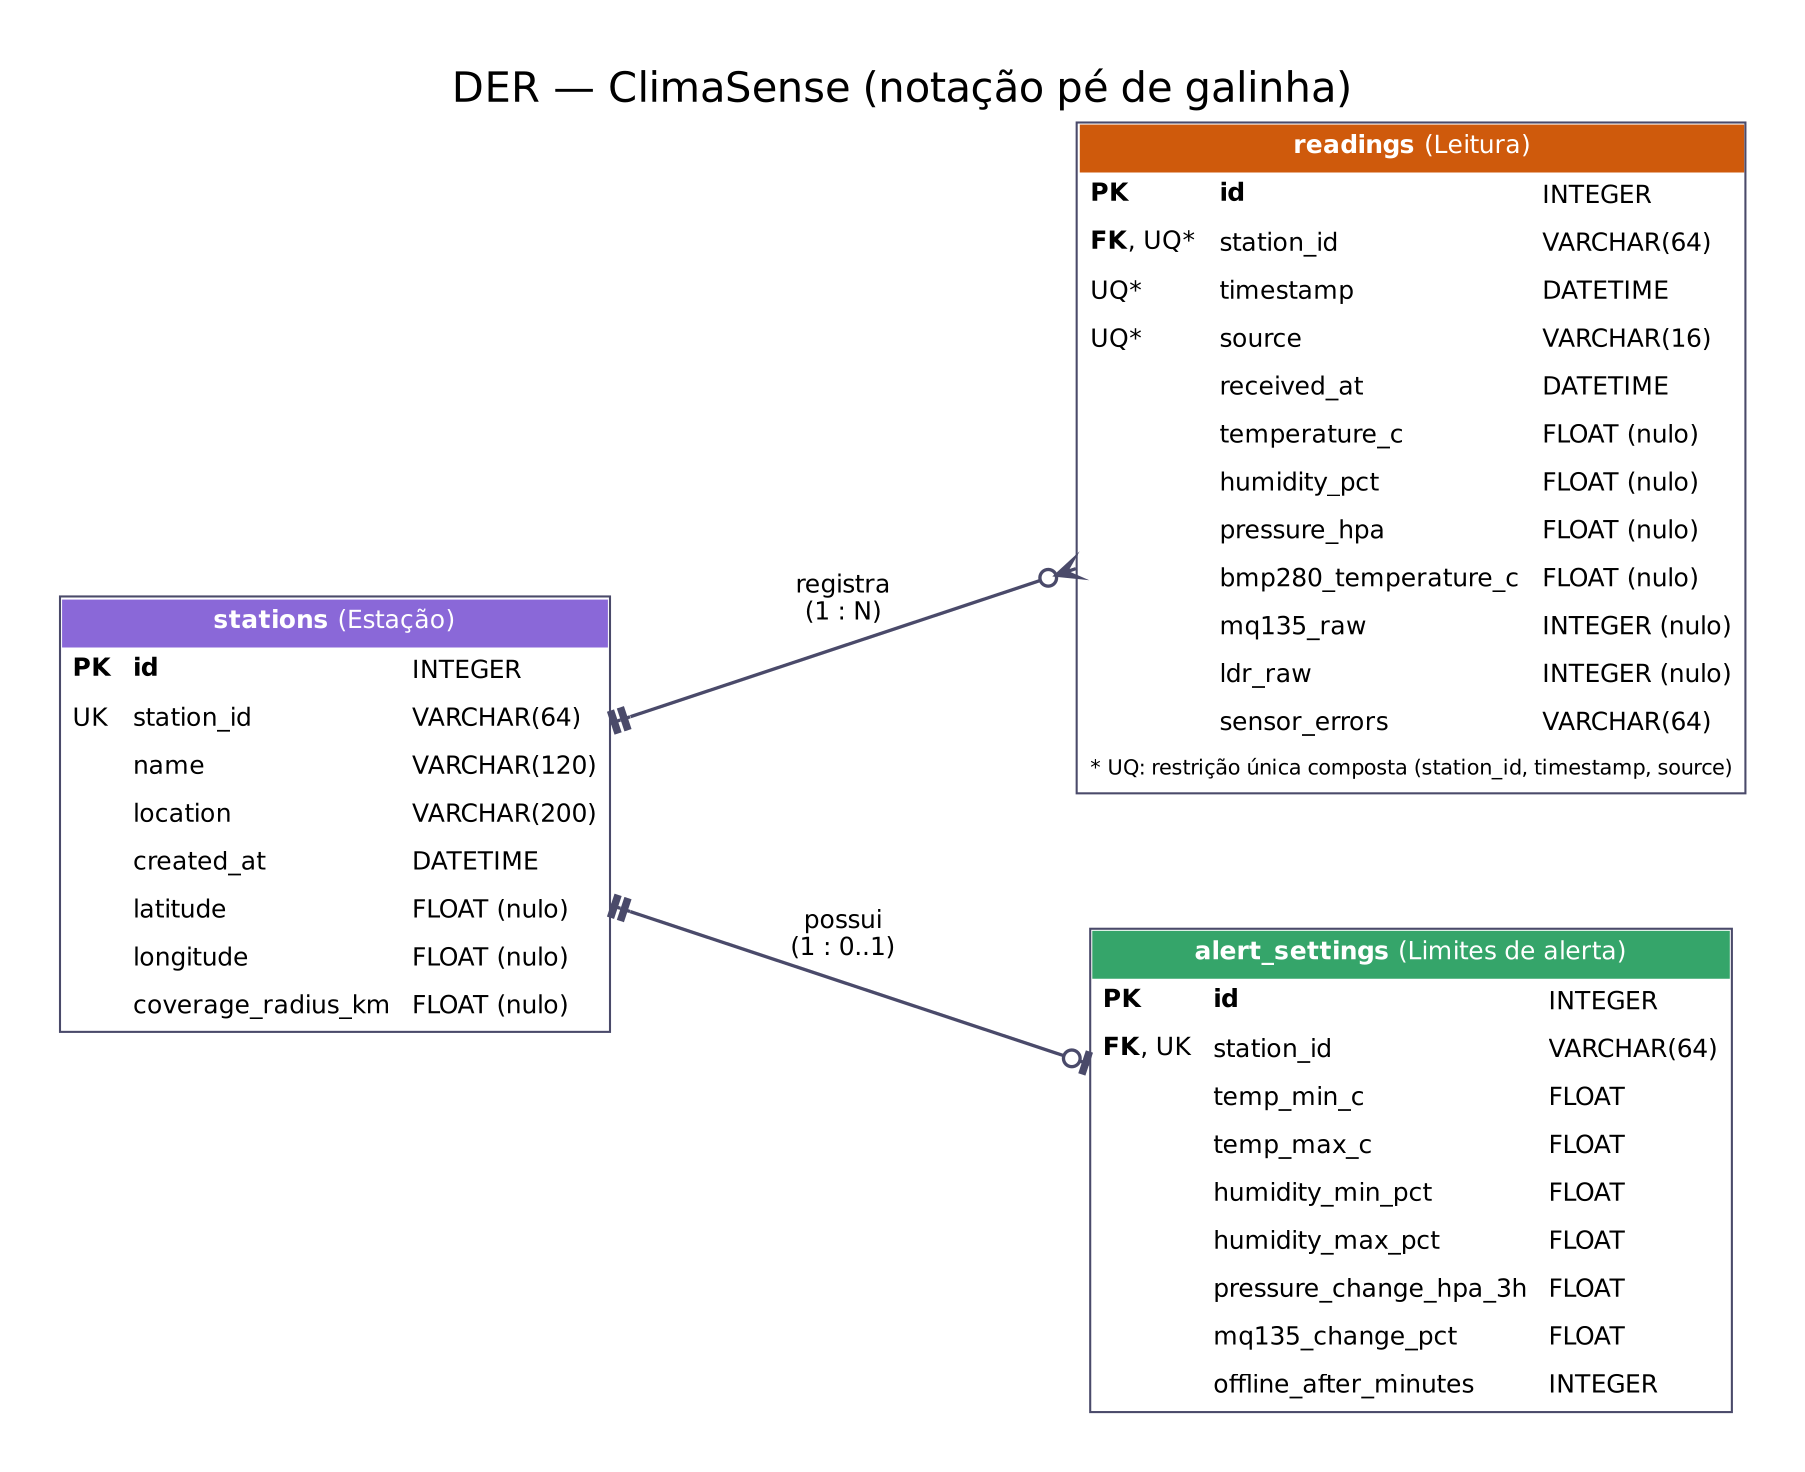 DER — ClimaSense (notação pé de galinha)
readings (Leitura)
PK id INTEGER
FK, UQ* station_id VARCHAR(64)
UQ* timestamp DATETIME
UQ* source VARCHAR(16)
received_at DATETIME
temperature_c FLOAT (nulo)
humidity_pct FLOAT (nulo)
pressure_hpa FLOAT (nulo)
bmp280_temperature_c FLOAT (nulo)
mq135_raw INTEGER (nulo)
ldr_raw INTEGER (nulo)
sensor_errors VARCHAR(64)
* UQ: restrição única composta (station_id, timestamp, source)
registra
(1 : N)
stations (Estação)
PK id INTEGER
UK station_id VARCHAR(64)
name VARCHAR(120)
location VARCHAR(200)
created_at DATETIME
latitude FLOAT (nulo)
longitude FLOAT (nulo)
coverage_radius_km FLOAT (nulo)
possui
(1 : 0..1)
alert_settings (Limites de alerta)
PK id INTEGER
FK, UK station_id VARCHAR(64)
temp_min_c FLOAT
temp_max_c FLOAT
humidity_min_pct FLOAT
humidity_max_pct FLOAT
pressure_change_hpa_3h FLOAT
mq135_change_pct FLOAT
offline_after_minutes INTEGER